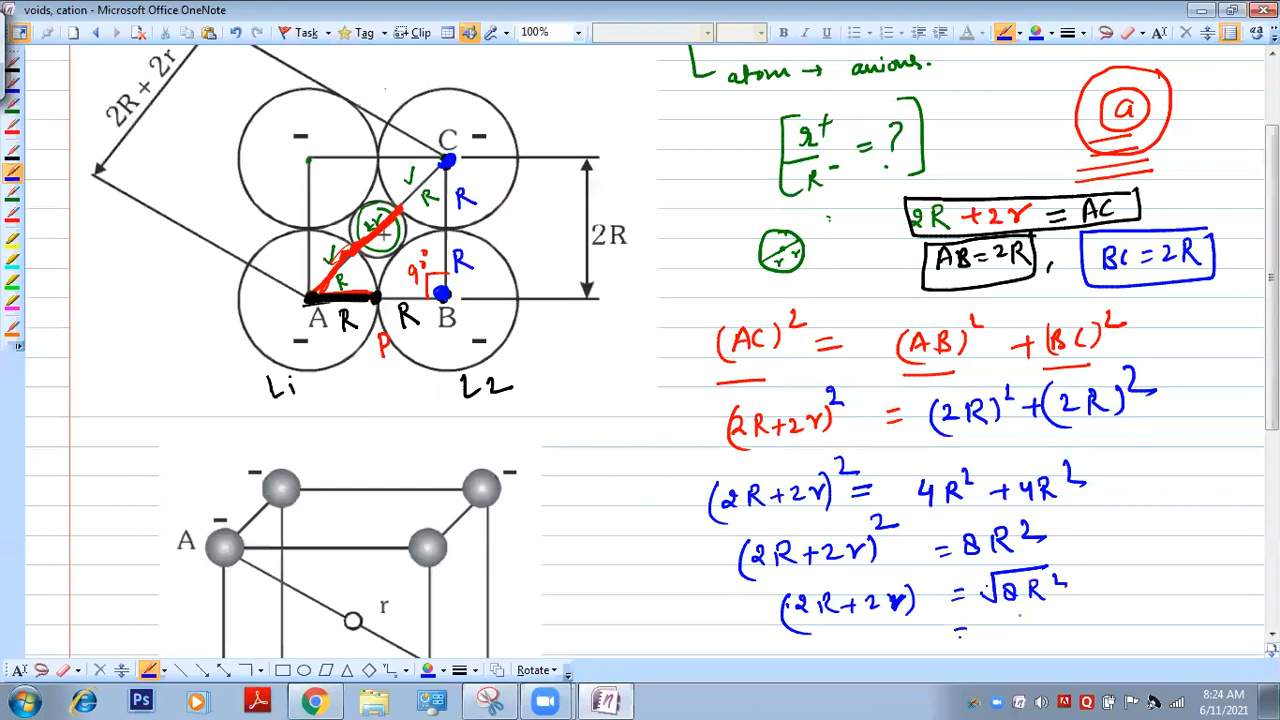 voids, cation - Microsoft OneNote
Task Tag Clip 100% B I U
atom → anions.
2R + 2r
r+ / R- = ?
a
- - C
R R 2r
2R + 2r = AC
AB = 2R , BC = 2R
2R
R 90° R
A R R B
P
- -
Li L2
(AC)² = (AB)² + (BC)²
(2R+2r)² = (2R)² + (2R)²
r r
- -
(2R+2r)² = 4R² + 4R²
-
A
(2R+2r)² = 8R²
r
(2R+2r) = √8R²
=
Rotate
Ps
8:24 AM
6/11/2021